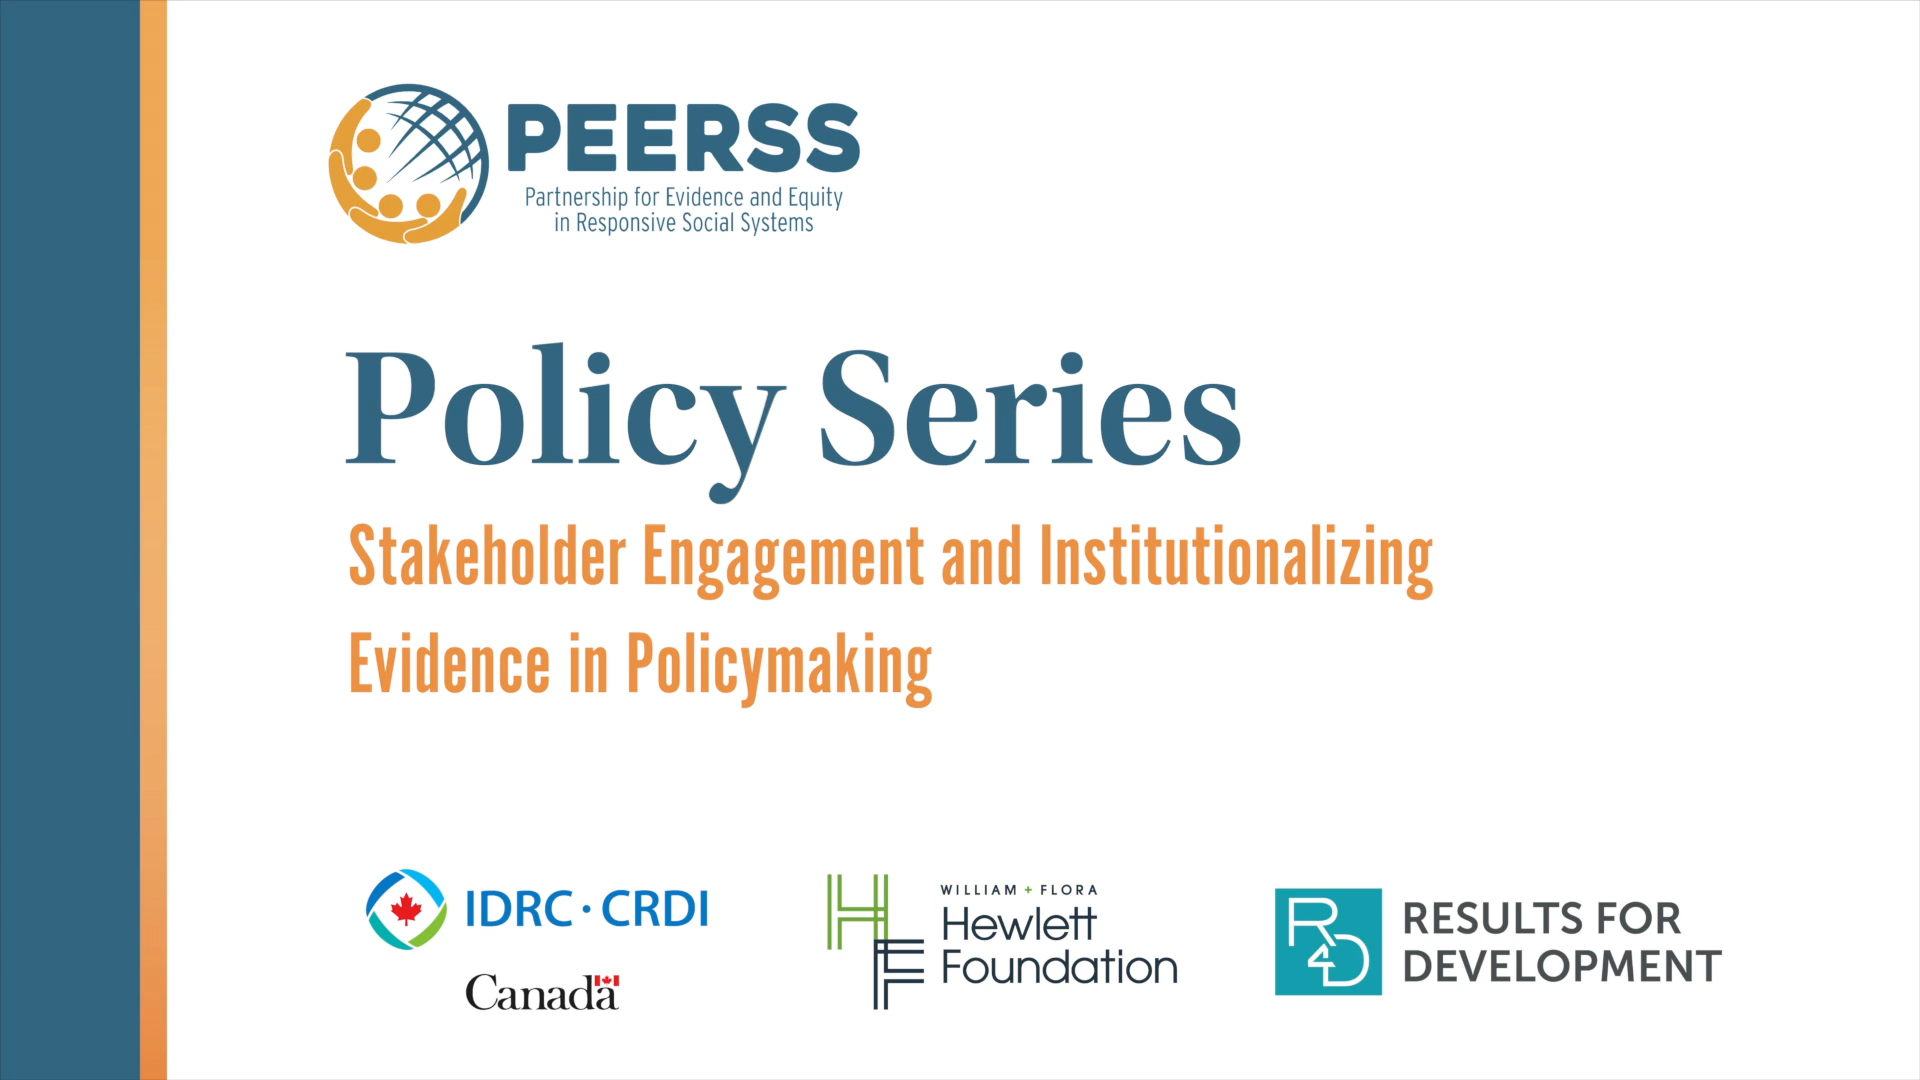 PEERSS
Partnership for Evidence and Equity
in Responsive Social Systems
Policy Series
Stakeholder Engagement and Institutionalizing
Evidence in Policymaking
IDRC · CRDI
Canada
WILLIAM + FLORA
Hewlett
Foundation
R4D
RESULTS FOR
DEVELOPMENT